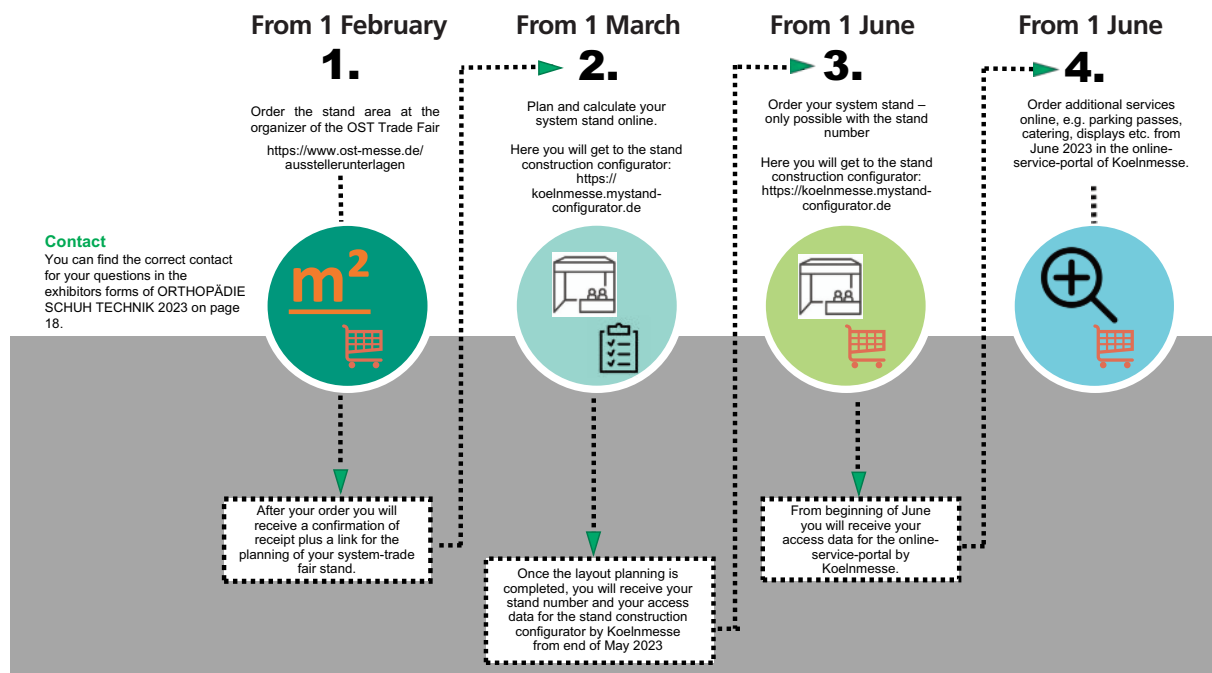 From 1 February
1.
Order the stand area at the
organizer of the OST Trade Fair
https://www.ost-messe.de/
ausstellerunterlagen
Contact
You can find the correct contact
for your questions in the
exhibitors forms of ORTHOPÄDIE
SCHUH TECHNIK 2023 on page
18.
m²
After your order you will
receive a confirmation of
receipt plus a link for the
planning of your system-trade
fair stand.
From 1 March
2.
Plan and calculate your
system stand online.
Here you will get to the stand
construction configurator:
https://
koelnmesse.mystand-
configurator.de
Once the layout planning is
completed, you will receive your
stand number and your access
data for the stand construction
configurator by Koelnmesse
from end of May 2023
From 1 June
3.
Order your system stand –
only possible with the stand
number
Here you will get to the stand
construction configurator:
https://koelnmesse.mystand-
configurator.de
From beginning of June
you will receive your
access data for the online-
service-portal by
Koelnmesse.
From 1 June
4.
Order additional services
online, e.g. parking passes,
catering, displays etc. from
June 2023 in the online-
service-portal of Koelnmesse.